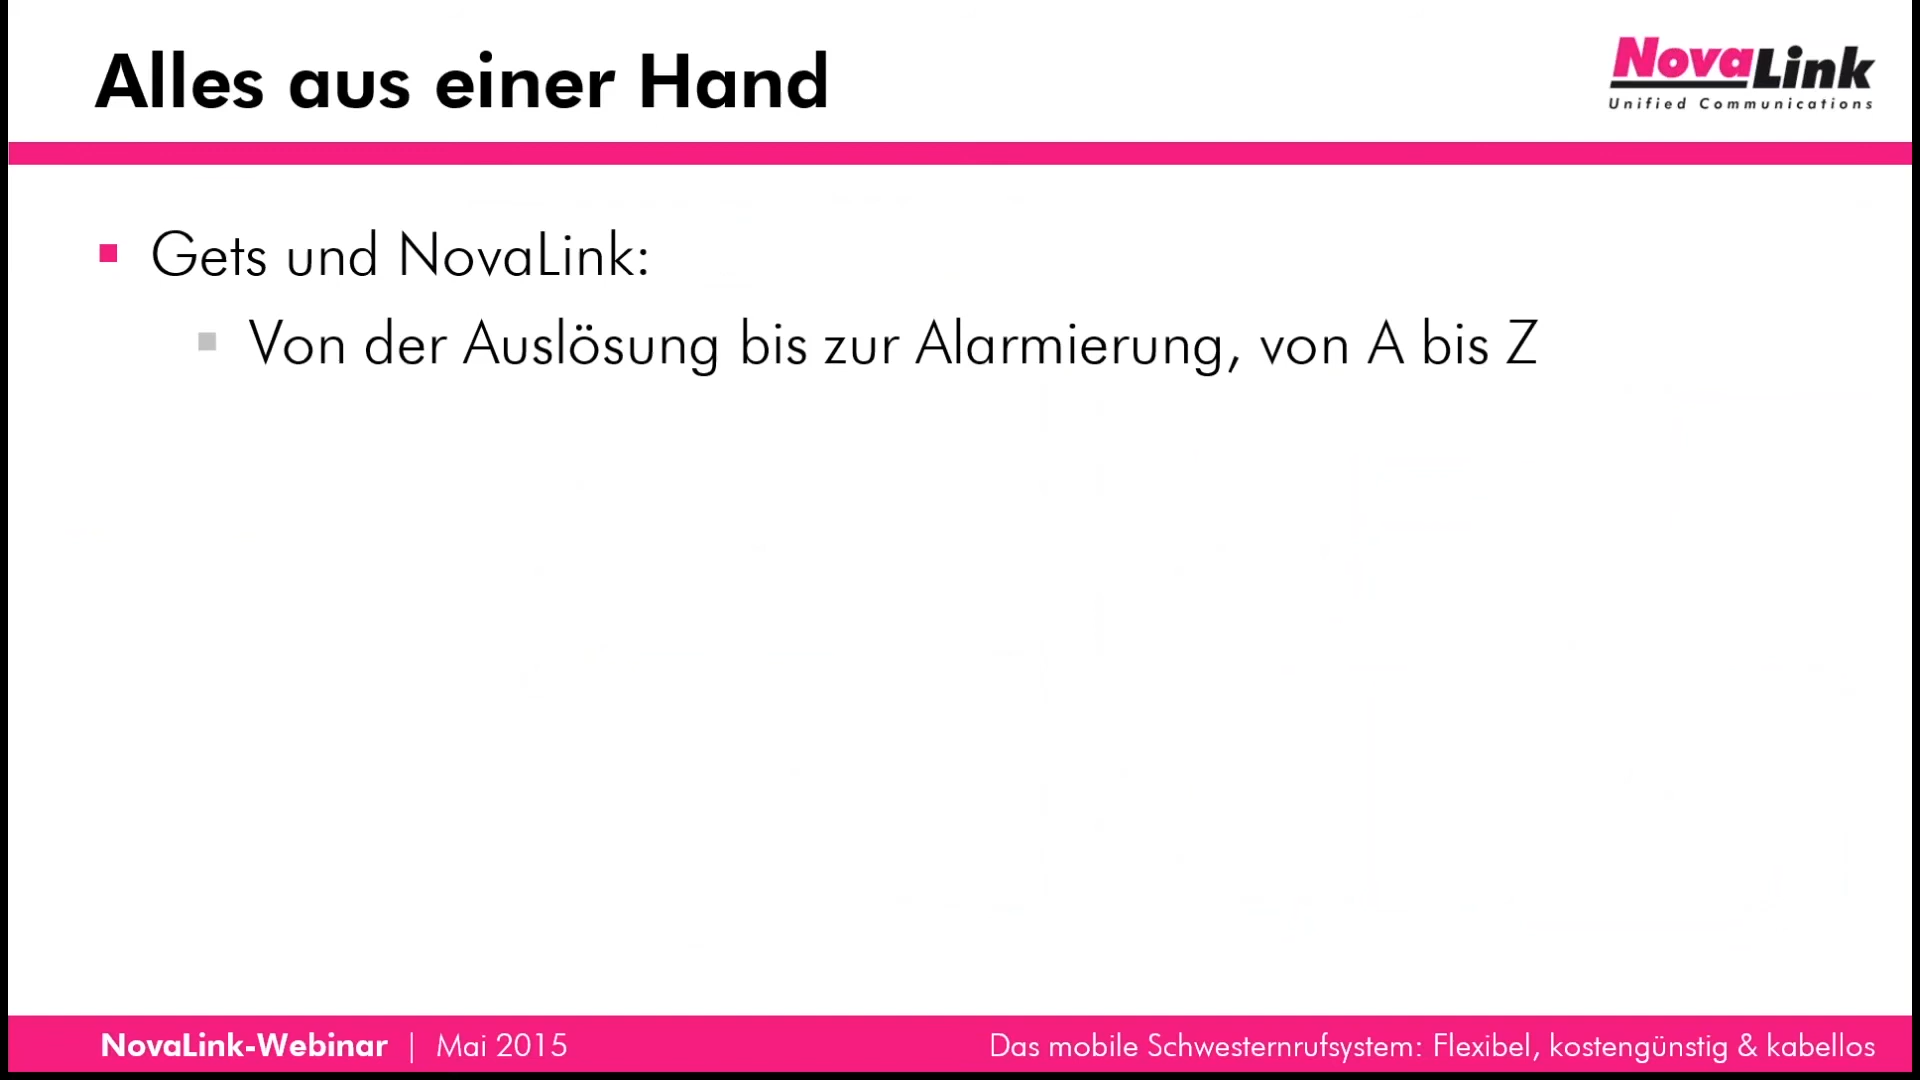 Alles aus einer Hand
NovaLink
Unified Communications
Gets und NovaLink:
Von der Auslösung bis zur Alarmierung, von A bis Z
NovaLink-Webinar | Mai 2015
Das mobile Schwesternrufsystem: Flexibel, kostengünstig & kabellos